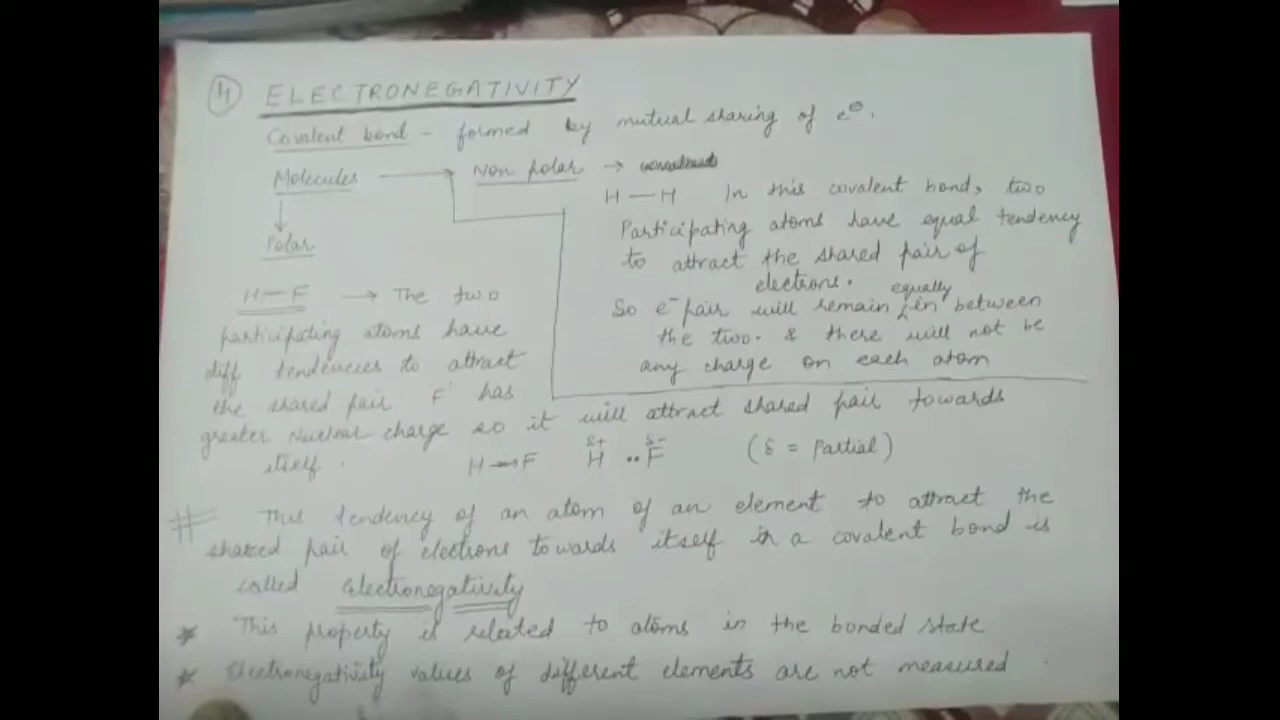 4 ELECTRONEGATIVITY
Covalent bond - formed by mutual sharing of e⊖.
Molecules → Non polar →
H—H In this covalent bond, two
Participating atoms have equal tendency
to attract the shared pair of
electrons.
So e⁻ pair will remain equally in between
the two. & there will not be
any charge on each atom
Polar
H—F → The two
participating atoms have
diff tendencies to attract
the shared pair F has
greater Nuclear charge so it will attract shared pair towards
itself. H→F δ+ H ..δ- F (δ = Partial)
# This tendency of an atom of an element to attract the
shared pair of electrons towards itself in a covalent bond is
called Electronegativity
* This property is related to atoms in the bonded state
* Electronegativity values of different elements are not measured